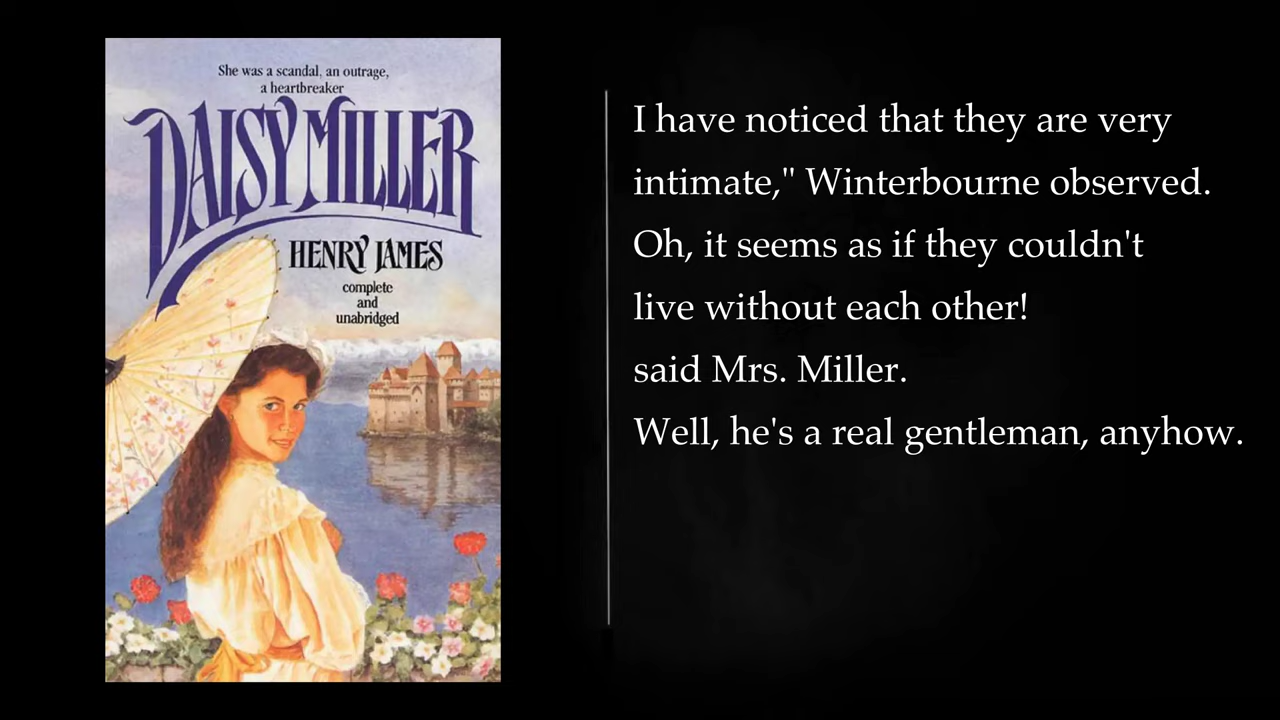 She was a scandal, an outrage,
a heartbreaker
DAISY MILLER
HENRY JAMES
complete
and
unabridged
I have noticed that they are very
intimate," Winterbourne observed.
Oh, it seems as if they couldn't
live without each other!
said Mrs. Miller.
Well, he's a real gentleman, anyhow.